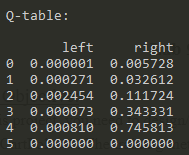 Q-table:
left right
0 0.000001 0.005728
1 0.000271 0.032612
2 0.002454 0.111724
3 0.000073 0.343331
4 0.000810 0.745813
5 0.000000 0.000000